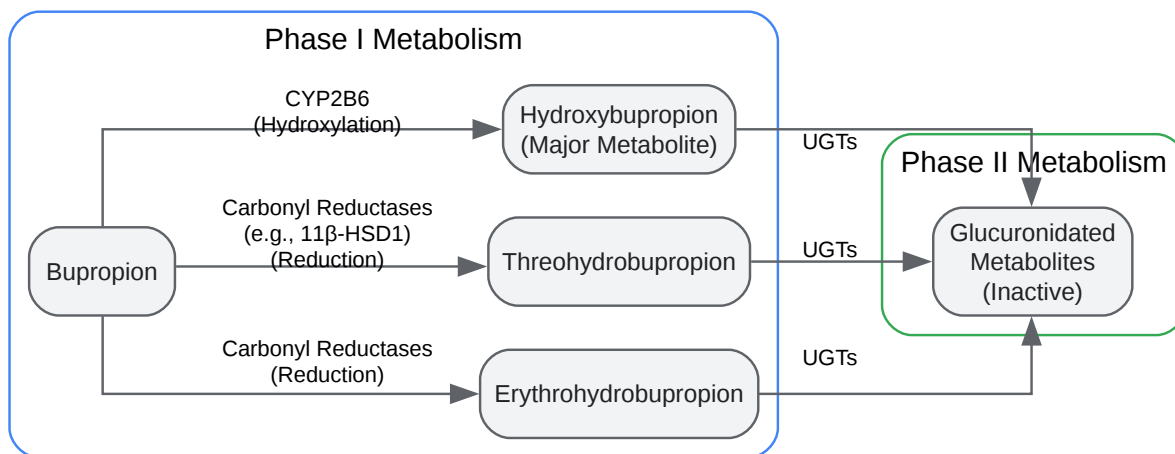 Phase I Metabolism
CYP2B6
(Hydroxylation)
Hydroxybupropion
(Major Metabolite)
UGTs
Phase II Metabolism
Carbonyl Reductases
(e.g., 11β-HSD1)
(Reduction)
Bupropion
Threohydrobupropion
UGTs
Glucuronidated
Metabolites
(Inactive)
Carbonyl Reductases
(Reduction)
Erythrohydrobupropion
UGTs